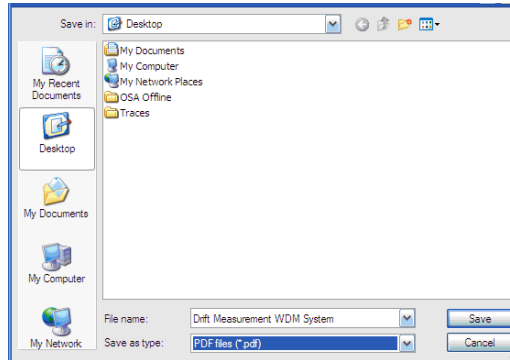 Save in:
Desktop
My Recent
Documents
Desktop
My Documents
My Computer
My Network
My Documents
My Computer
My Network Places
OSA Offline
Traces
File name:
Drift Measurement WDM System
Save
Save as type:
PDF files (*.pdf)
Cancel